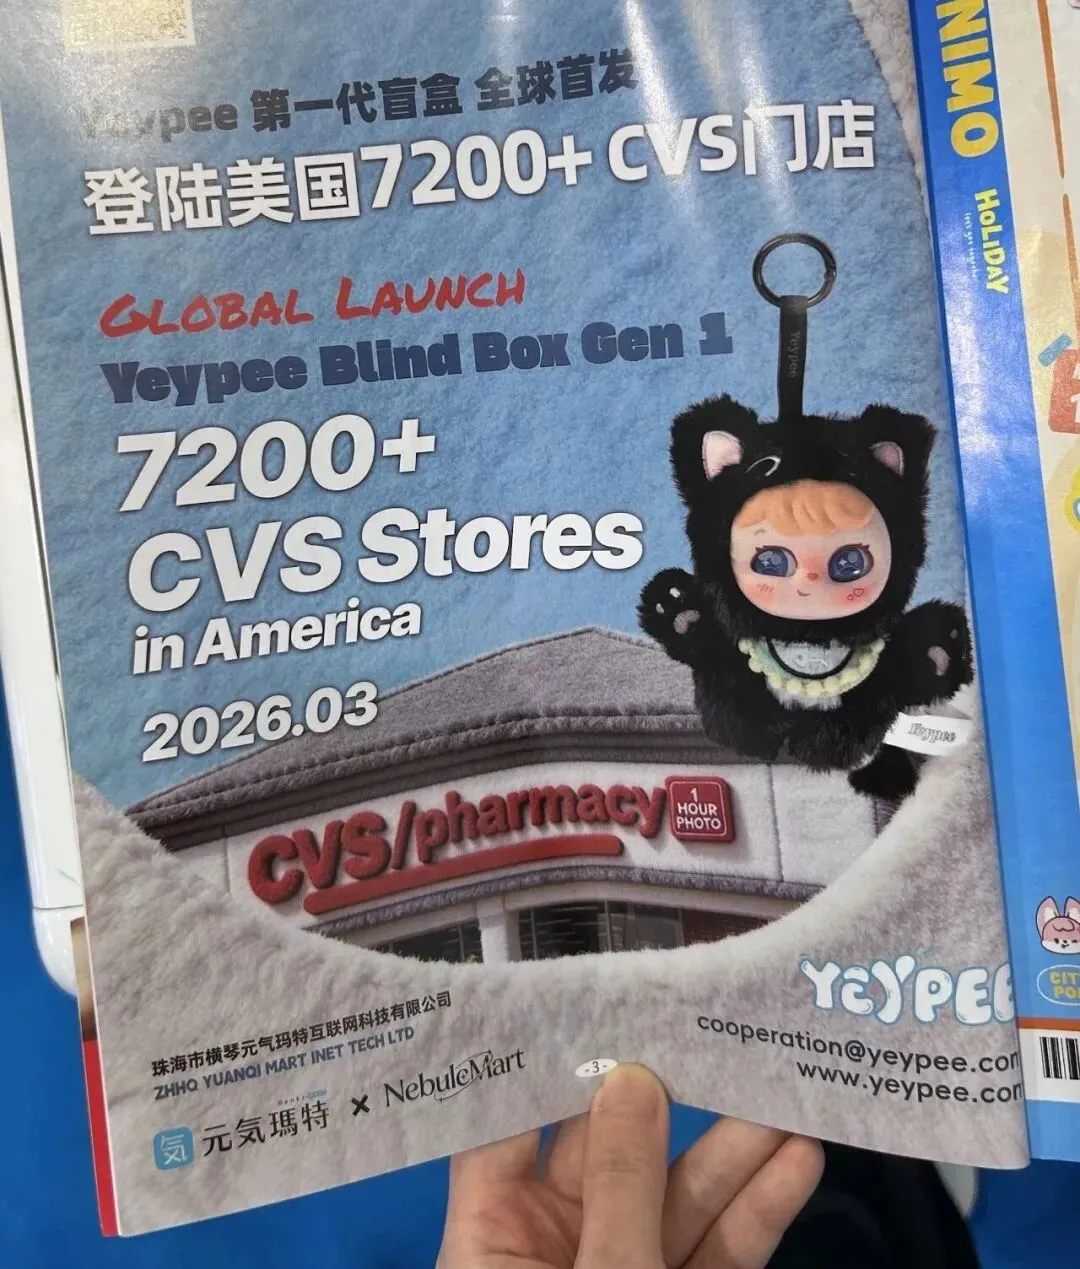 Yeypee 第一代盲盒 全球首发
登陆美国7200+ CVS门店
GLOBAL LAUNCH
Yeypee Blind Box Gen 1
7200+
CVS Stores
in America
2026.03
Yeypee
Yeypee
CVS/pharmacy
1
HOUR
PHOTO
YEYPEE
cooperation@yeypee.com
www.yeypee.com
珠海市横琴元气玛特互联网科技有限公司
ZHHQ YUANQI MART INET TECH LTD
気 元気瑪特 × NebuleMart
-3-
NIMO
HoLiDAY
CIT
PO